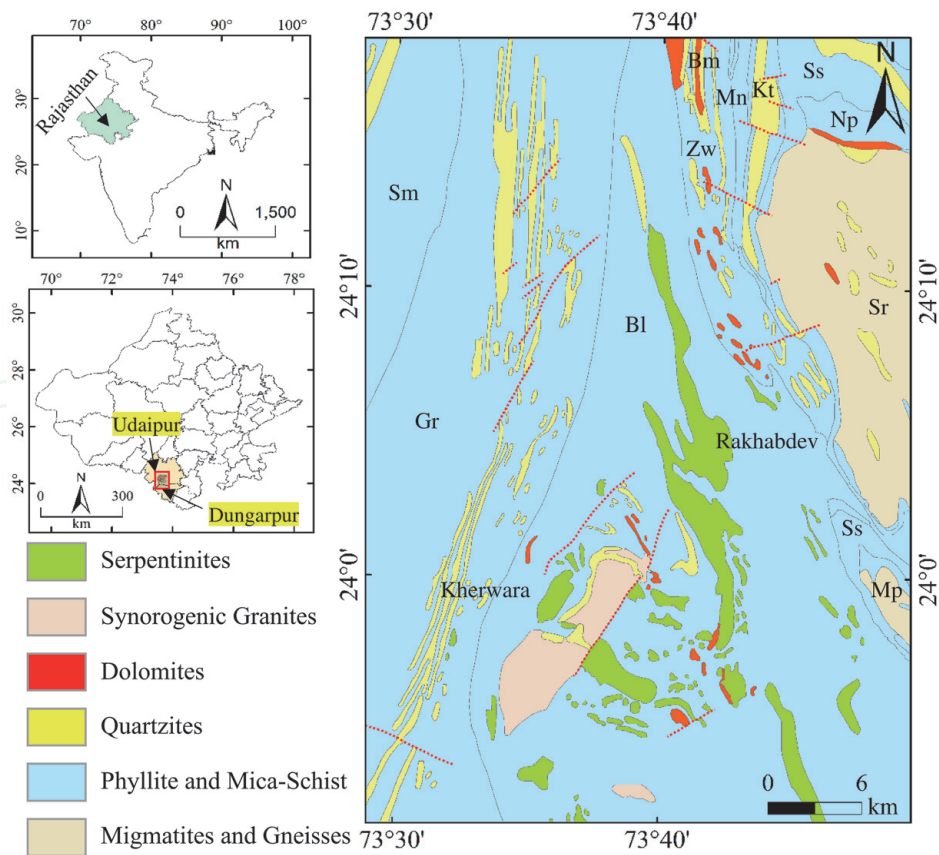 70° 80° 90° 100°
30°
20°
10°
Rajasthan
N
0 1,500
km
70° 72° 74° 76° 78°
30°
28°
26°
24°
Udaipur
N
0 300
km
Dungarpur
Serpentinites
Synorogenic Granites
Dolomites
Quartzites
Phyllite and Mica-Schist
Migmatites and Gneisses
73°30' 73°40'
N
Bm
Ss
Mn
Kt
Np
Zw
Sm
24°10' 24°10'
Sr
Bl
Gr
Rakhabdev
Ss
24°0' 24°0'
Kherwara
Mp
0 6
km
73°30' 73°40'